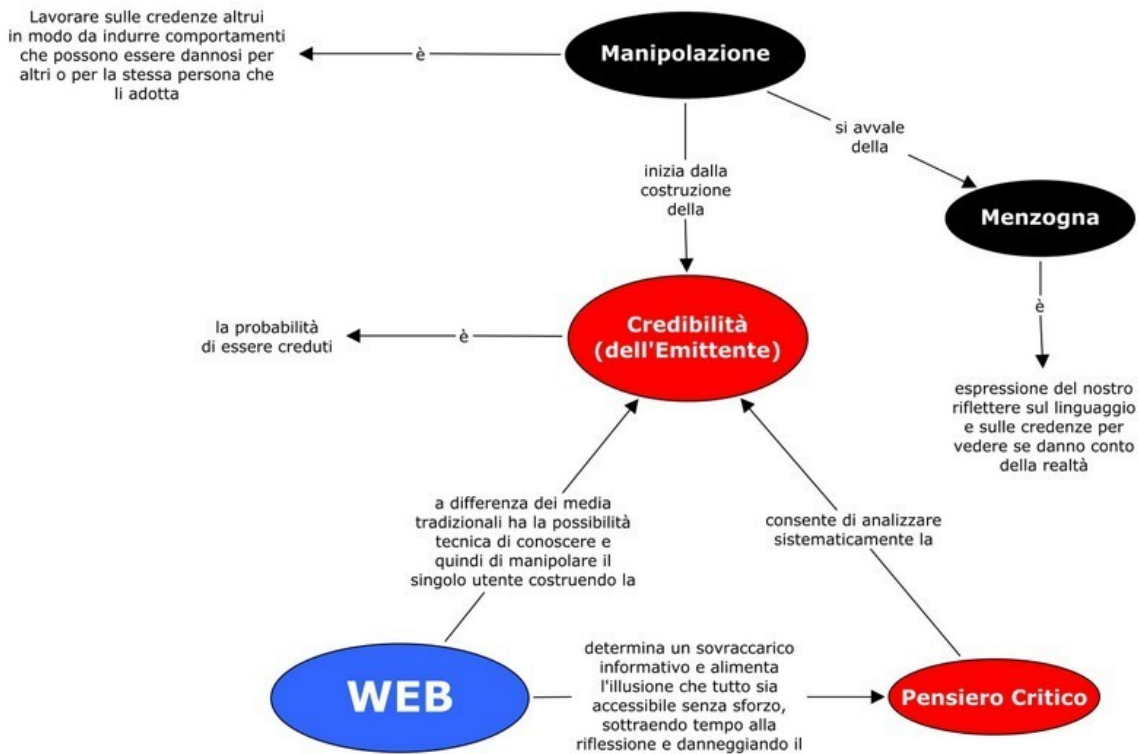 Lavorare sulle credenze altrui
in modo da indurre comportamenti
che possono essere dannosi per
altri o per la stessa persona che
li adotta
è
Manipolazione
si avvale
della
inizia dalla
costruzione
della
Menzogna
è
espressione del nostro
riflettere sul linguaggio
e sulle credenze per
vedere se danno conto
della realtà
Credibilità
(dell'Emittente)
è
la probabilità
di essere creduti
a differenza dei media
tradizionali ha la possibilità
tecnica di conoscere e
quindi di manipolare il
singolo utente costruendo la
consente di analizzare
sistematicamente la
WEB
determina un sovraccarico
informativo e alimenta
l'illusione che tutto sia
accessibile senza sforzo,
sottraendo tempo alla
riflessione e danneggiando il
Pensiero Critico